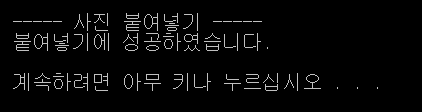 ----- 사진 붙여넣기 -----
붙여넣기에 성공하였습니다.
계속하려면 아무 키나 누르십시오 . . .